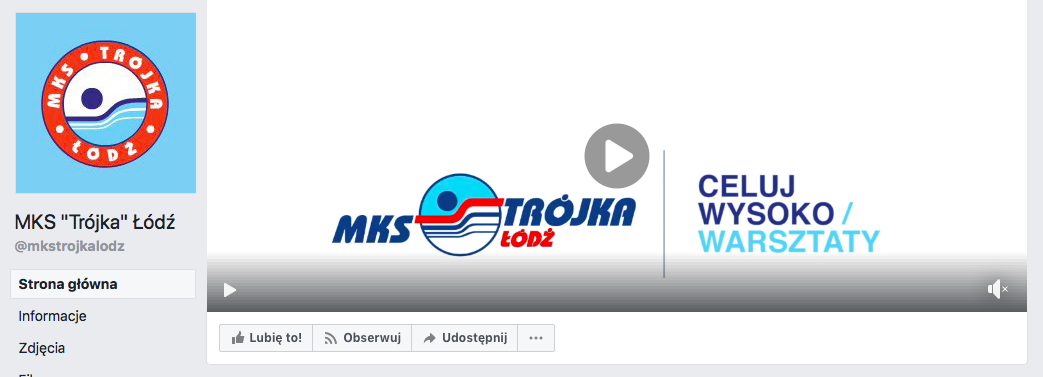 MKS • TRÓJKA • ŁÓDŹ •
MKS "Trójka" Łódź
@mkstrojkalodz
Strona główna
Informacje
Zdjęcia
MKS TRÓJKA
ŁÓDŹ
CELUJ
WYSOKO /
WARSZTATY
Lubię to!
Obserwuj
Udostępnij